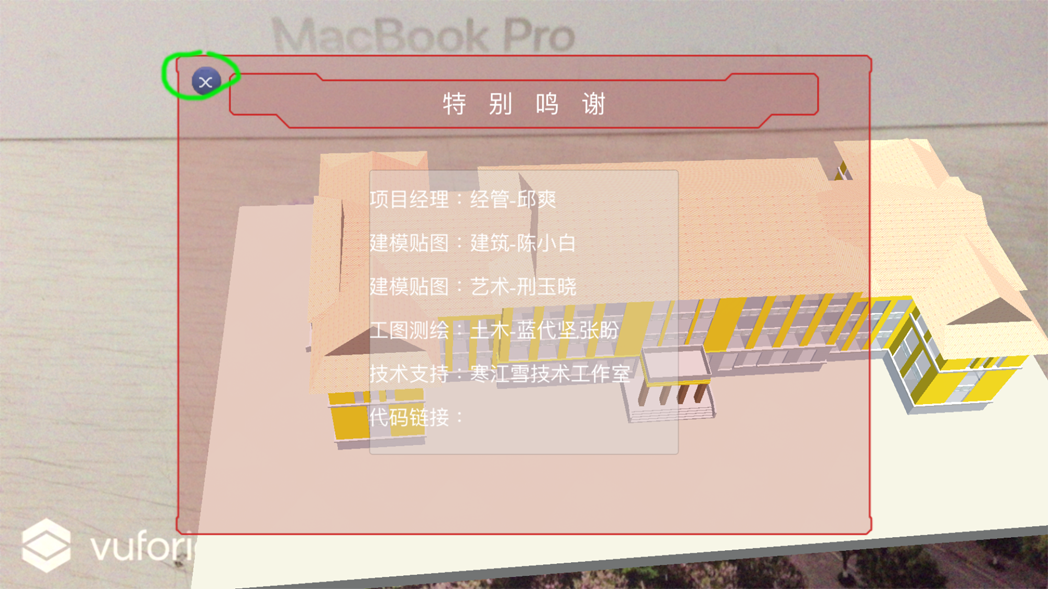 MacBook Pro
特别鸣谢
项目经理：经管-邱爽
建模贴图：建筑-陈小白
建模贴图：艺术-刑玉晓
工图测绘：土木-蓝代坚张盼
技术支持：寒江雪技术工作室
代码链接：
vufori